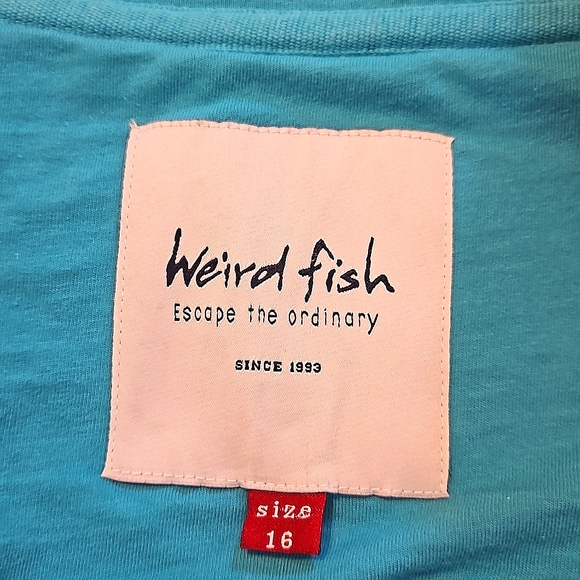 Weird fish
Escape the ordinary
SINCE 1993
size
16